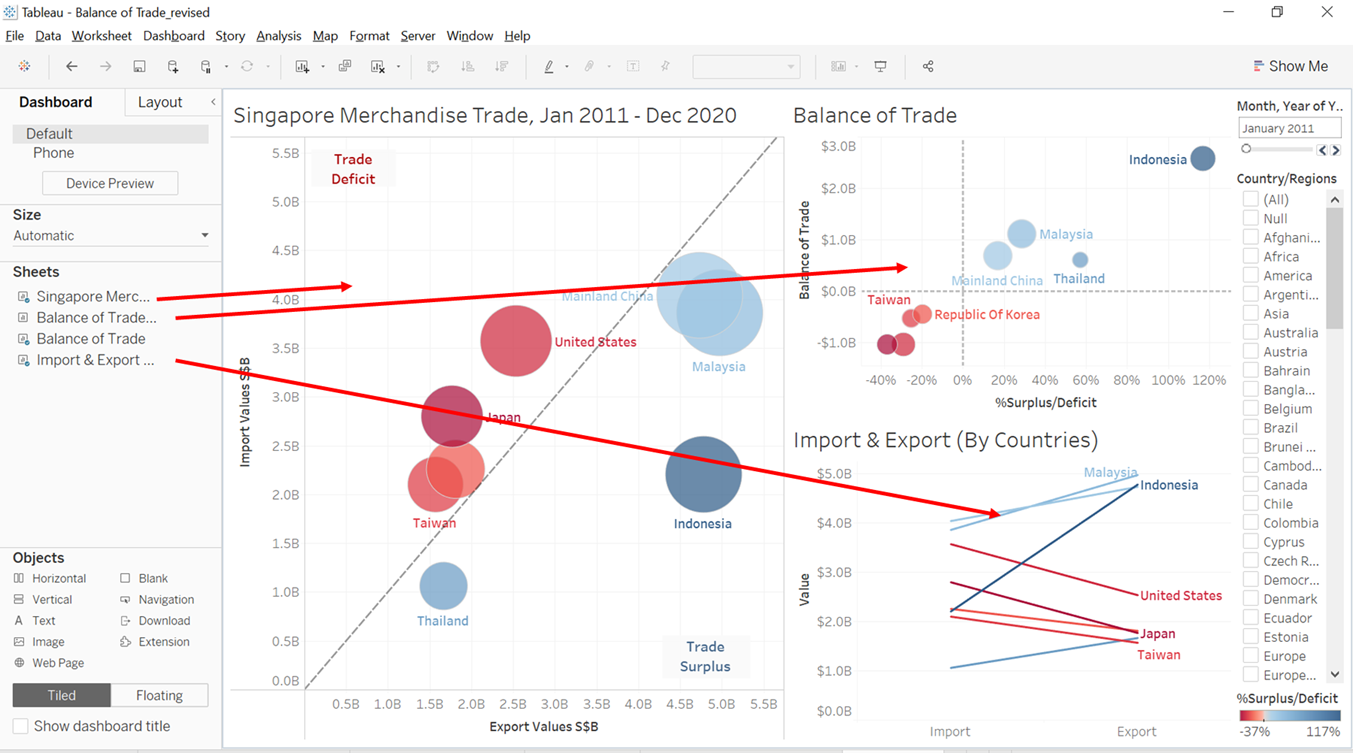 Tableau - Balance of Trade_revised
File Data Worksheet Dashboard Story Analysis Map Format Server Window Help
Show Me
Dashboard
Layout
Default
Phone
Device Preview
Size
Automatic
Sheets
Singapore Merc...
Balance of Trade...
Balance of Trade
Import & Export ...
Objects
Horizontal
Blank
Vertical
Navigation
A Text
Download
Image
Extension
Web Page
Tiled
Floating
Show dashboard title
Singapore Merchandise Trade, Jan 2011 - Dec 2020
Trade
Deficit
5.5B
5.0B
4.5B
4.0B
3.5B
3.0B
2.5B
2.0B
1.5B
1.0B
0.5B
0.0B
Import Values S$B
Mainland China
Malaysia
United States
Japan
Taiwan
Indonesia
Thailand
Trade
Surplus
0.5B 1.0B 1.5B 2.0B 2.5B 3.0B 3.5B 4.0B 4.5B 5.0B 5.5B
Export Values S$B
Balance of Trade
$3.0B
$2.0B
$1.0B
$0.0B
-$1.0B
Balance of Trade
Indonesia
Malaysia
Mainland China
Thailand
Taiwan
Republic Of Korea
-40% -20% 0% 20% 40% 60% 80% 100% 120%
%Surplus/Deficit
Import & Export (By Countries)
$5.0B
$4.0B
$3.0B
$2.0B
$1.0B
$0.0B
Value
Malaysia
Indonesia
United States
Japan
Taiwan
Import
Export
Month, Year of Y..
January 2011
Country/Regions
(All)
Null
Afghani...
Africa
America
Argenti...
Asia
Australia
Austria
Bahrain
Bangla...
Belgium
Brazil
Brunei ...
Cambod...
Canada
Chile
Colombia
Cyprus
Czech R...
Democr...
Denmark
Ecuador
Estonia
Europe
Europe...
%Surplus/Deficit
-37% 117%